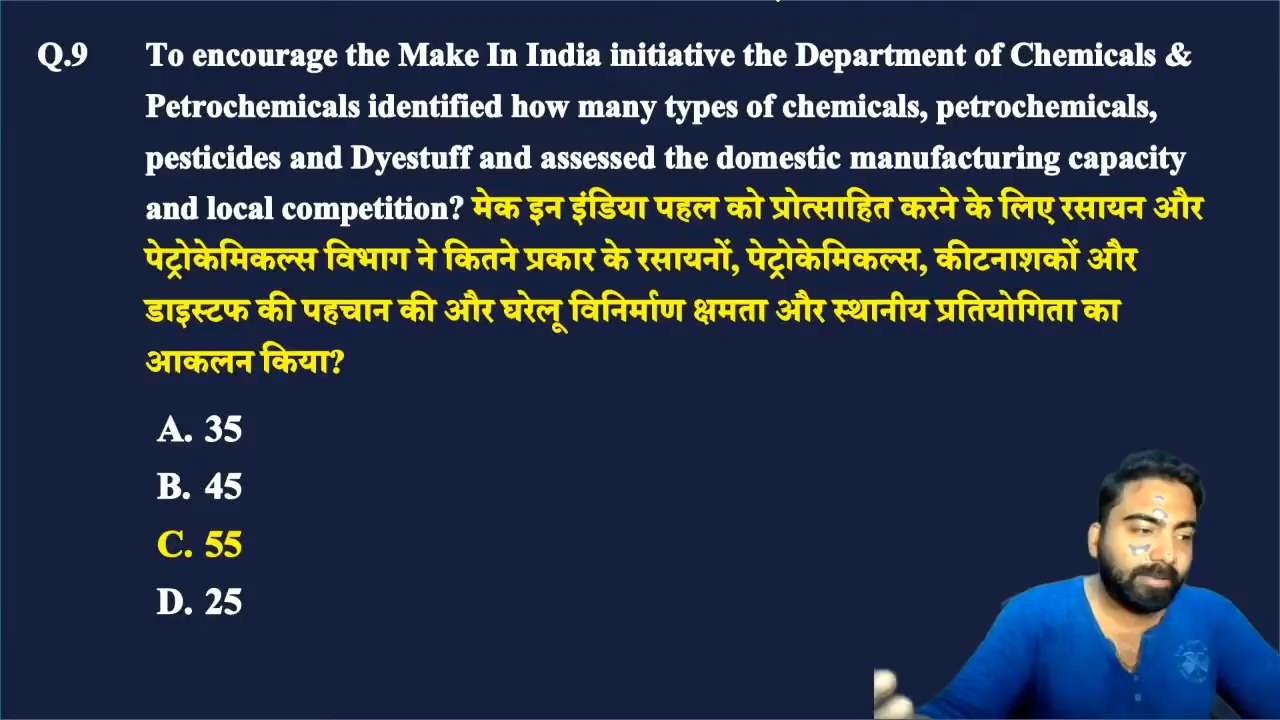 Q.9 To encourage the Make In India initiative the Department of Chemicals &
Petrochemicals identified how many types of chemicals, petrochemicals,
pesticides and Dyestuff and assessed the domestic manufacturing capacity
and local competition? मेक इन इंडिया पहल को प्रोत्साहित करने के लिए रसायन और
पेट्रोकेमिकल्स विभाग ने कितने प्रकार के रसायनों, पेट्रोकेमिकल्स, कीटनाशकों और
डाइस्टफ की पहचान की और घरेलू विनिर्माण क्षमता और स्थानीय प्रतियोगिता का
आकलन किया?
A. 35
B. 45
C. 55
D. 25